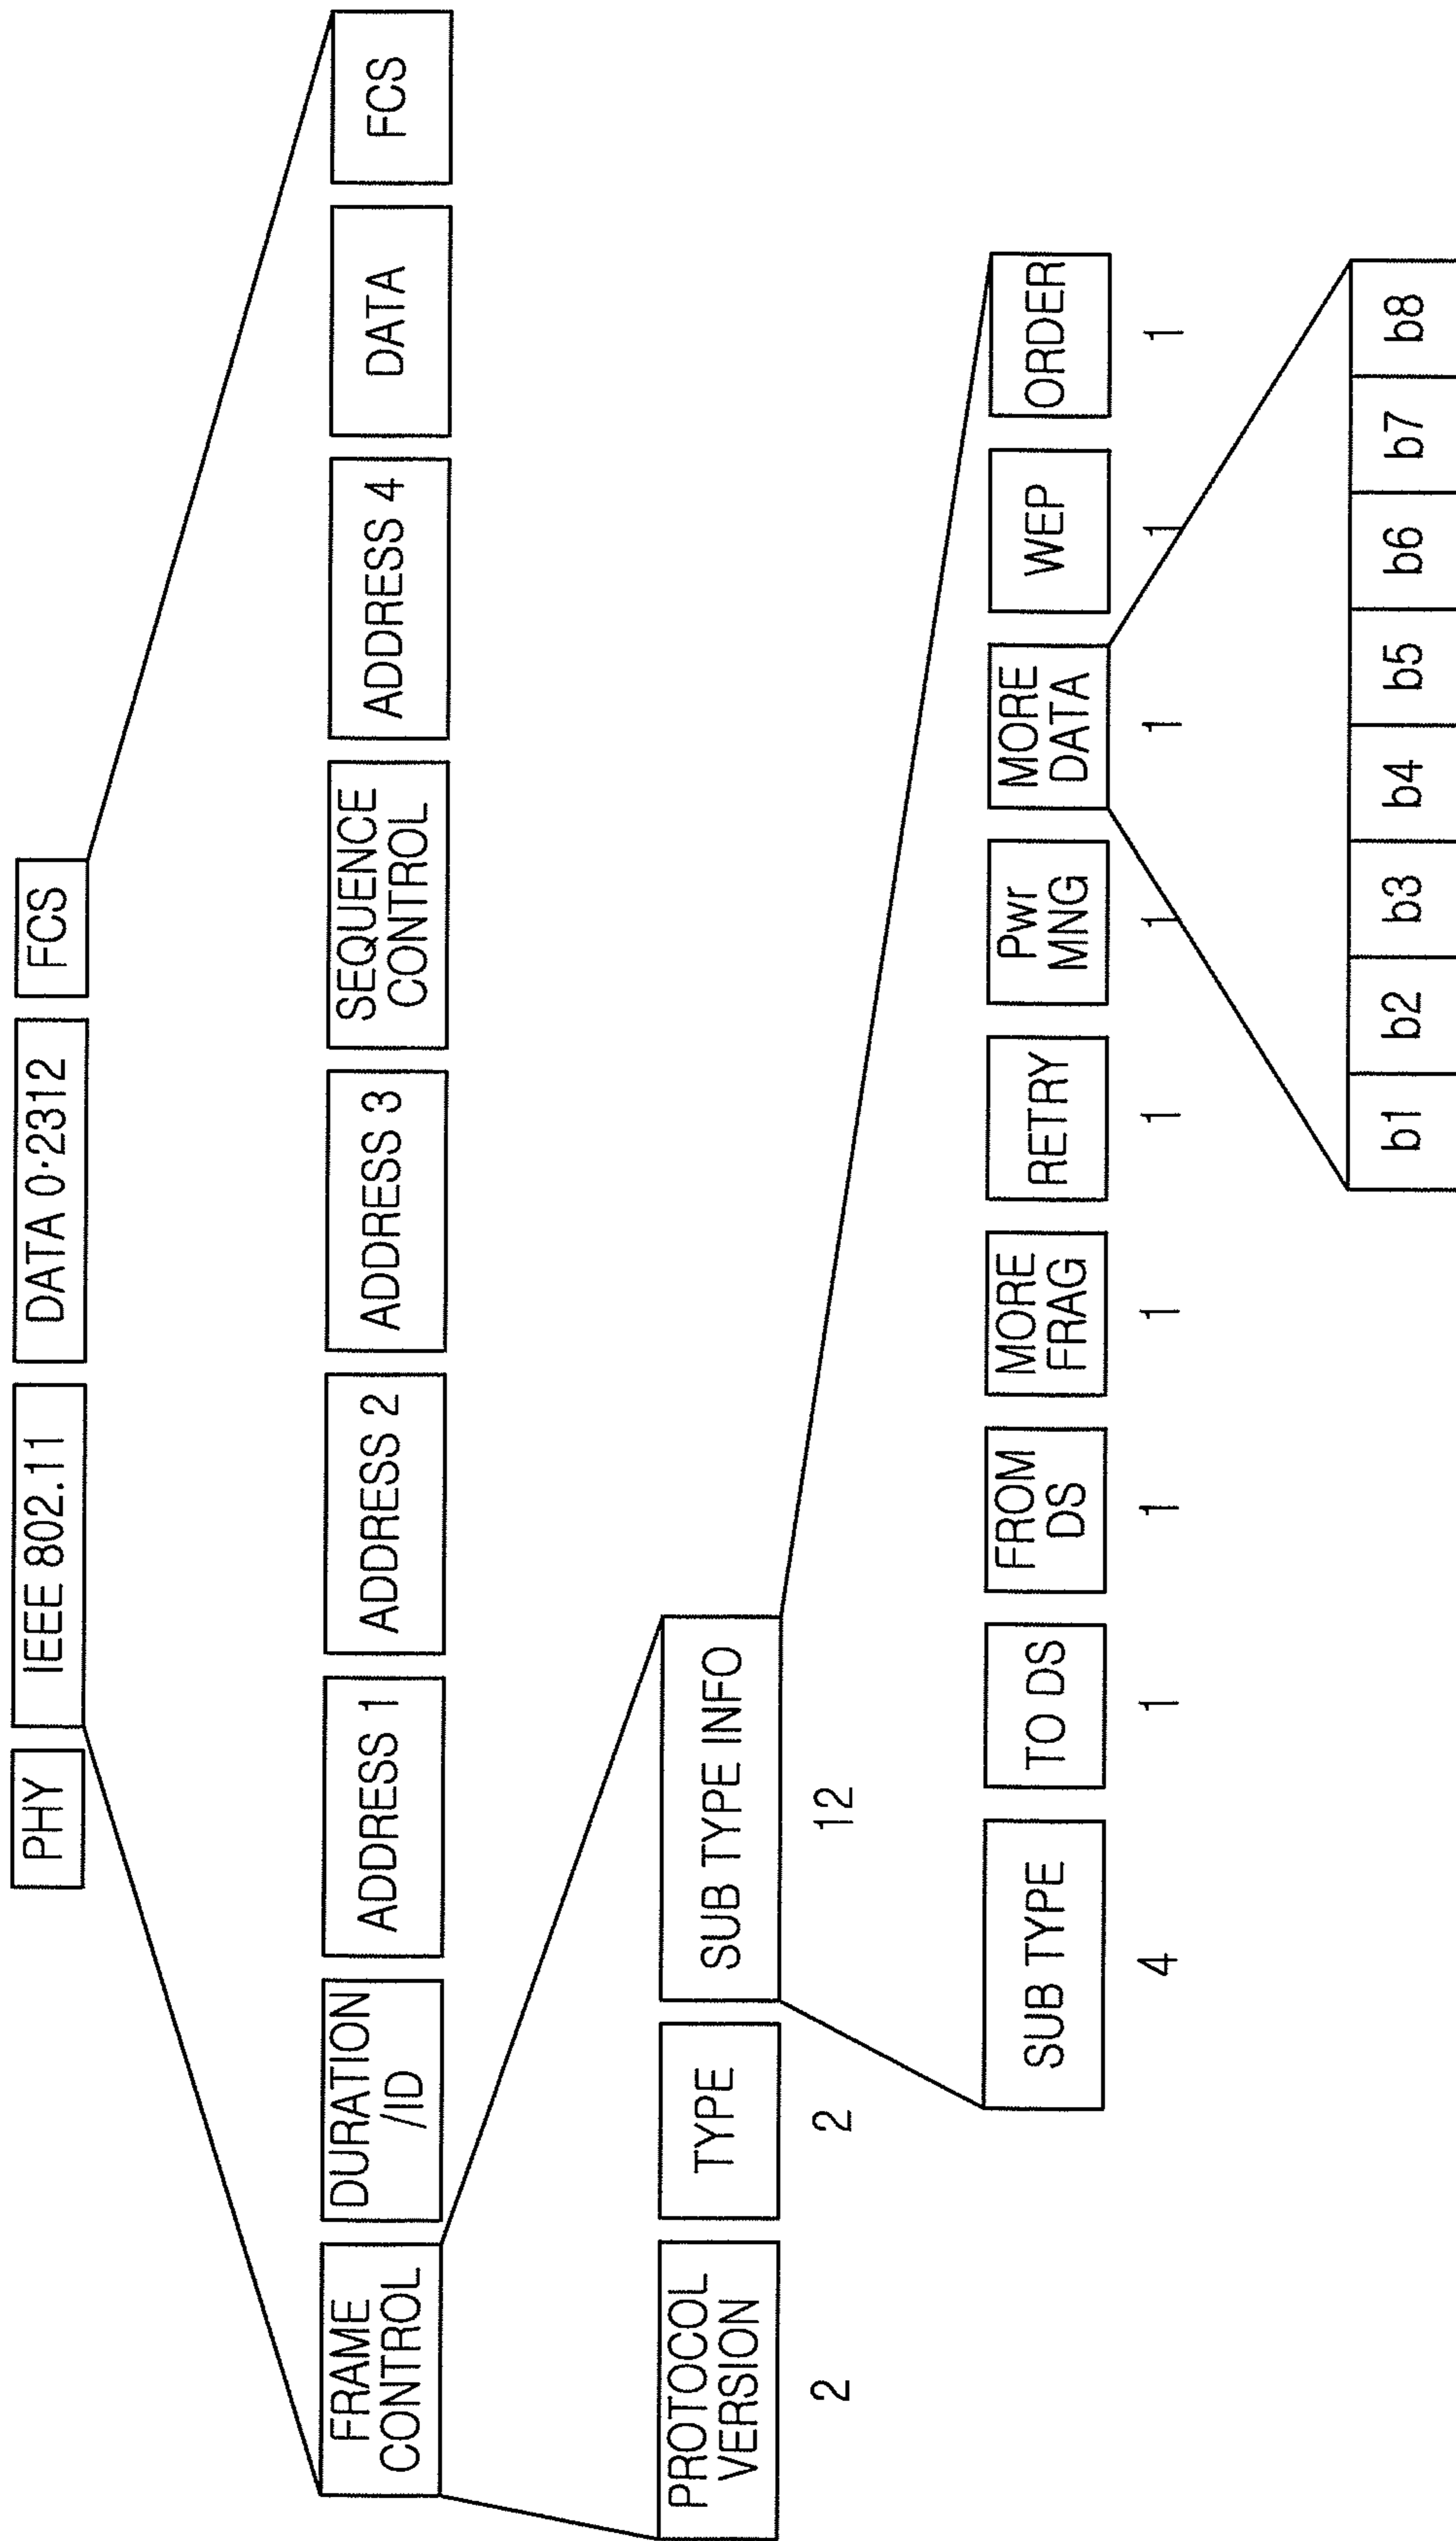 PHY
IEEE 802.11
DATA 0·2312
FCS
FRAME
CONTROL
DURATION
/ID
ADDRESS 1
ADDRESS 2
ADDRESS 3
SEQUENCE
CONTROL
ADDRESS 4
DATA
FCS
PROTOCOL
VERSION
TYPE
SUB TYPE INFO
2
2
12
SUB TYPE
TO DS
FROM
DS
MORE
FRAG
RETRY
Pwr
MNG
MORE
DATA
WEP
ORDER
4
1
1
1
1
1
1
1
1
b1
b2
b3
b4
b5
b6
b7
b8